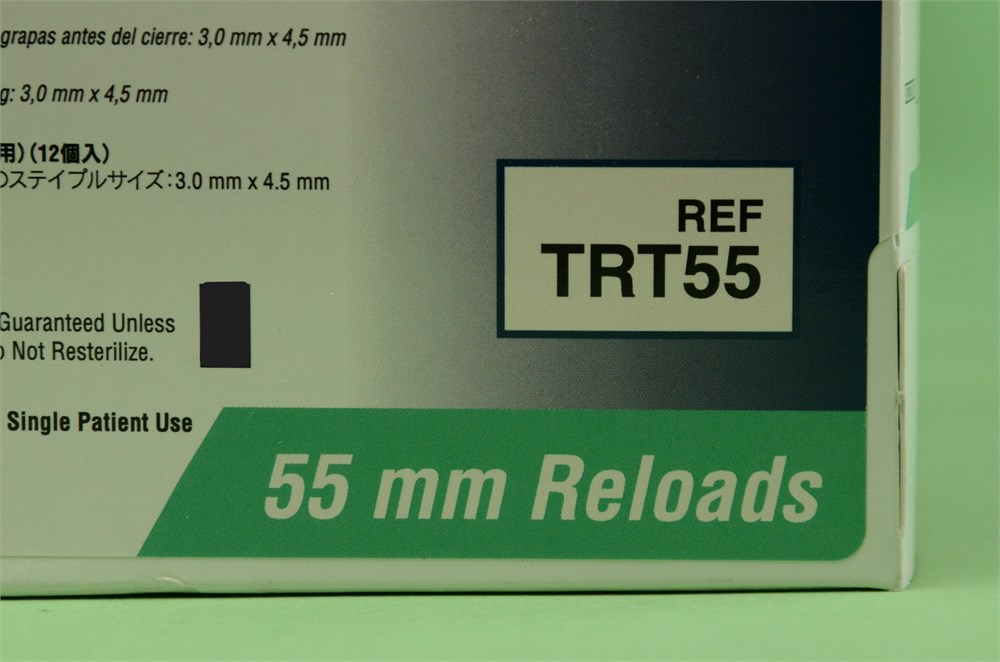 grapas antes del cierre: 3,0 mm x 4,5 mm
g: 3,0 mm x 4,5 mm
用) (12個入)
のステイプルサイズ:3.0 mm x 4.5 mm
REF
TRT55
Guaranteed Unless
o Not Resterilize.
Single Patient Use
55 mm Reloads